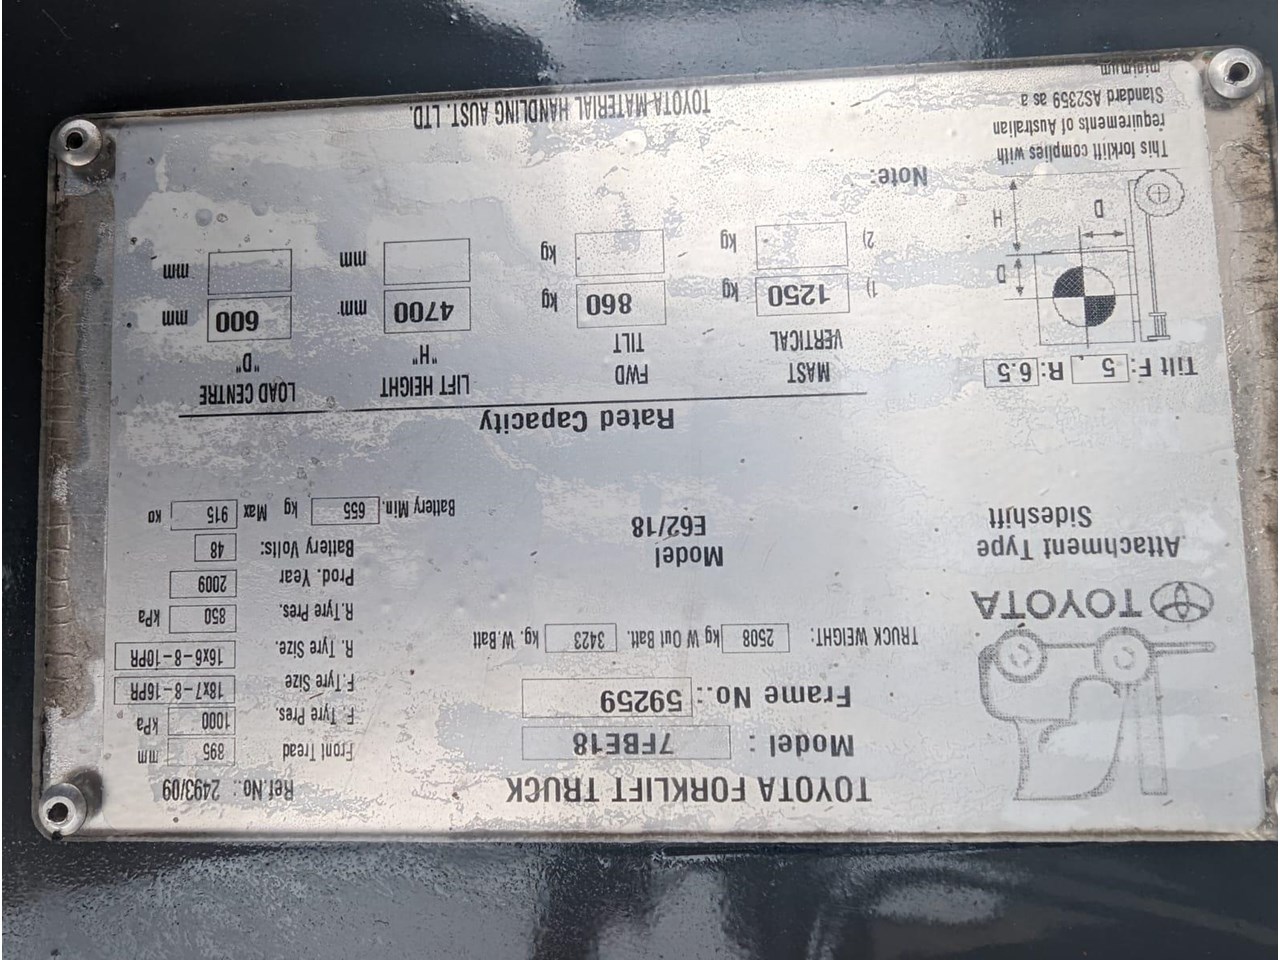 TOYOTA FORKLIFT TRUCK
Ref.No.: 2493/09
Model : 7FBE18
Frame No.: 59259
TRUCK WEIGHT: 2508 kg W Out Batt. 3423 kg. W.Batt
Front Tread 895 mm
F. Tyre Pres. 1000 kPa
F.Tyre Size 18x7-8-16PR
R. Tyre Size. 16x6-8-10PR
R.Tyre Pres. 850 kPa
Prod. Year 2009
Battery Volts: 48
Battery Min. 655 kg Max 915 kg
TOYOTA
Attachment Type
Sideshift
Model
E62/18
Rated Capacity
MAST VERTICAL
FWD TILT
LIFT HEIGHT "H"
LOAD CENTRE "D"
1) 1250 kg 860 kg 4700 mm 600 mm
2) kg kg mm mm
Tilt F: 5 R: 6.5
D
D
H
Note:
This forklift complies with
requirements of Australian
Standard AS2359 as a
minimum
TOYOTA MATERIAL HANDLING AUST. LTD.